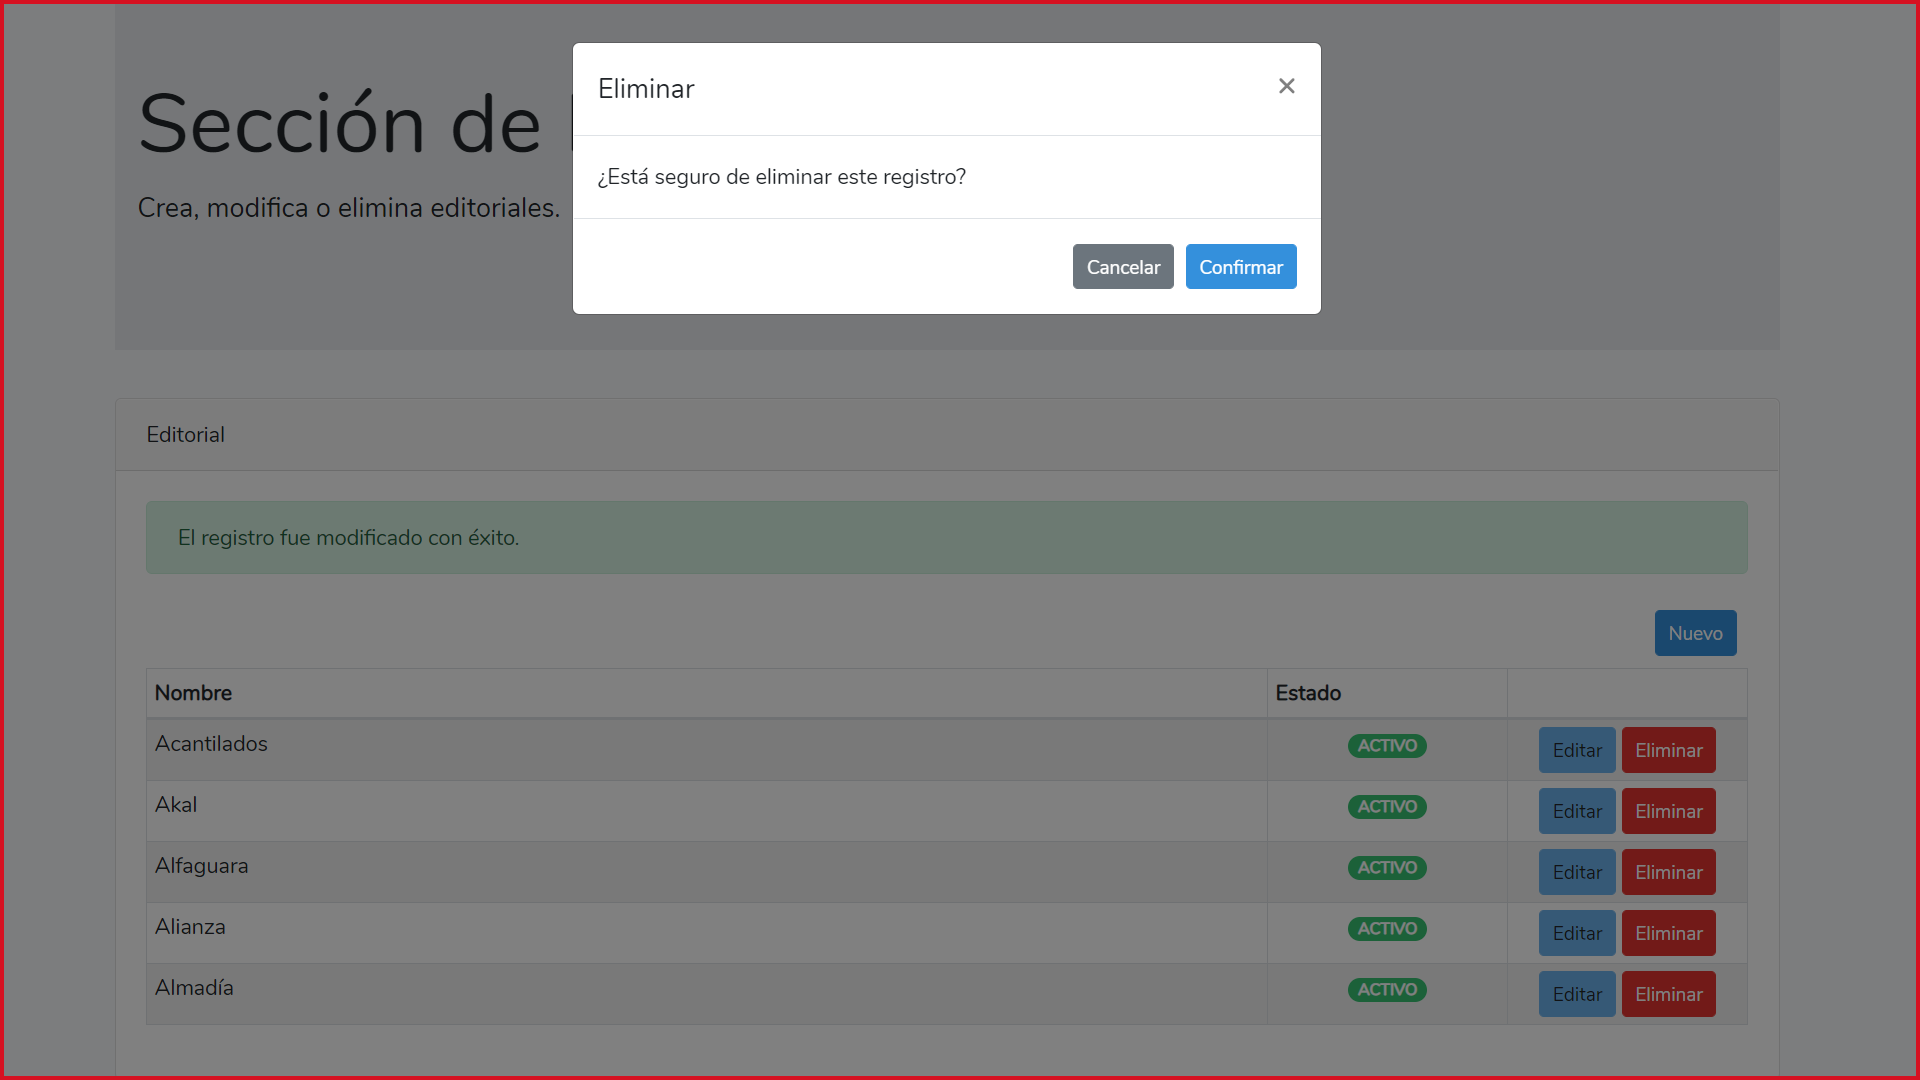 Eliminar
×
¿Está seguro de eliminar este registro?
Cancelar Confirmar
Sección de
Crea, modifica o elimina editoriales.
Editorial
El registro fue modificado con éxito.
Nuevo
Nombre Estado
Acantilados ACTIVO Editar Eliminar
Akal ACTIVO Editar Eliminar
Alfaguara ACTIVO Editar Eliminar
Alianza ACTIVO Editar Eliminar
Almadía ACTIVO Editar Eliminar